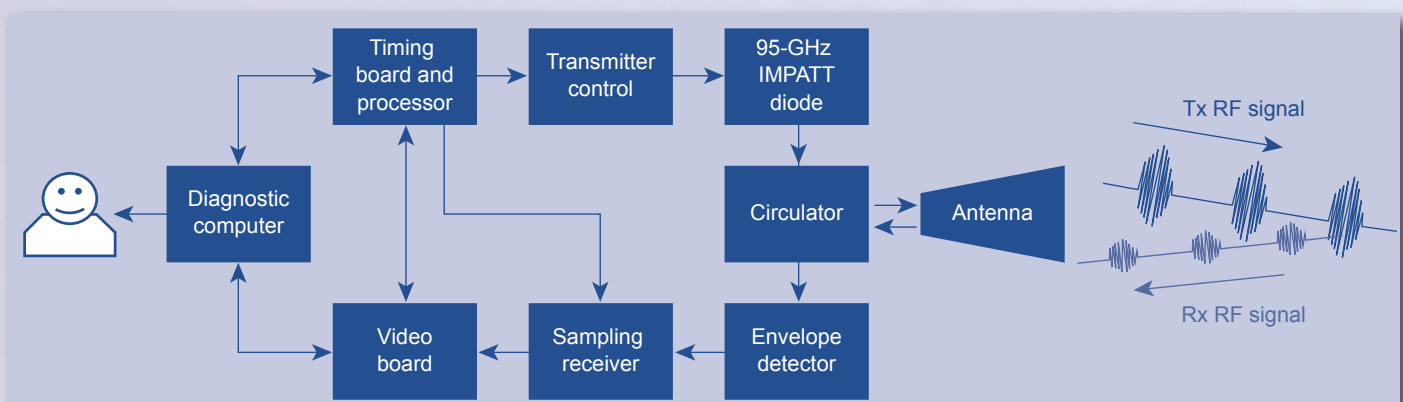 Timing
board and
processor
Transmitter
control
95-GHz
IMPATT
diode
Tx RF signal
Diagnostic
computer
Circulator
Antenna
Video
board
Sampling
receiver
Envelope
detector
Rx RF signal